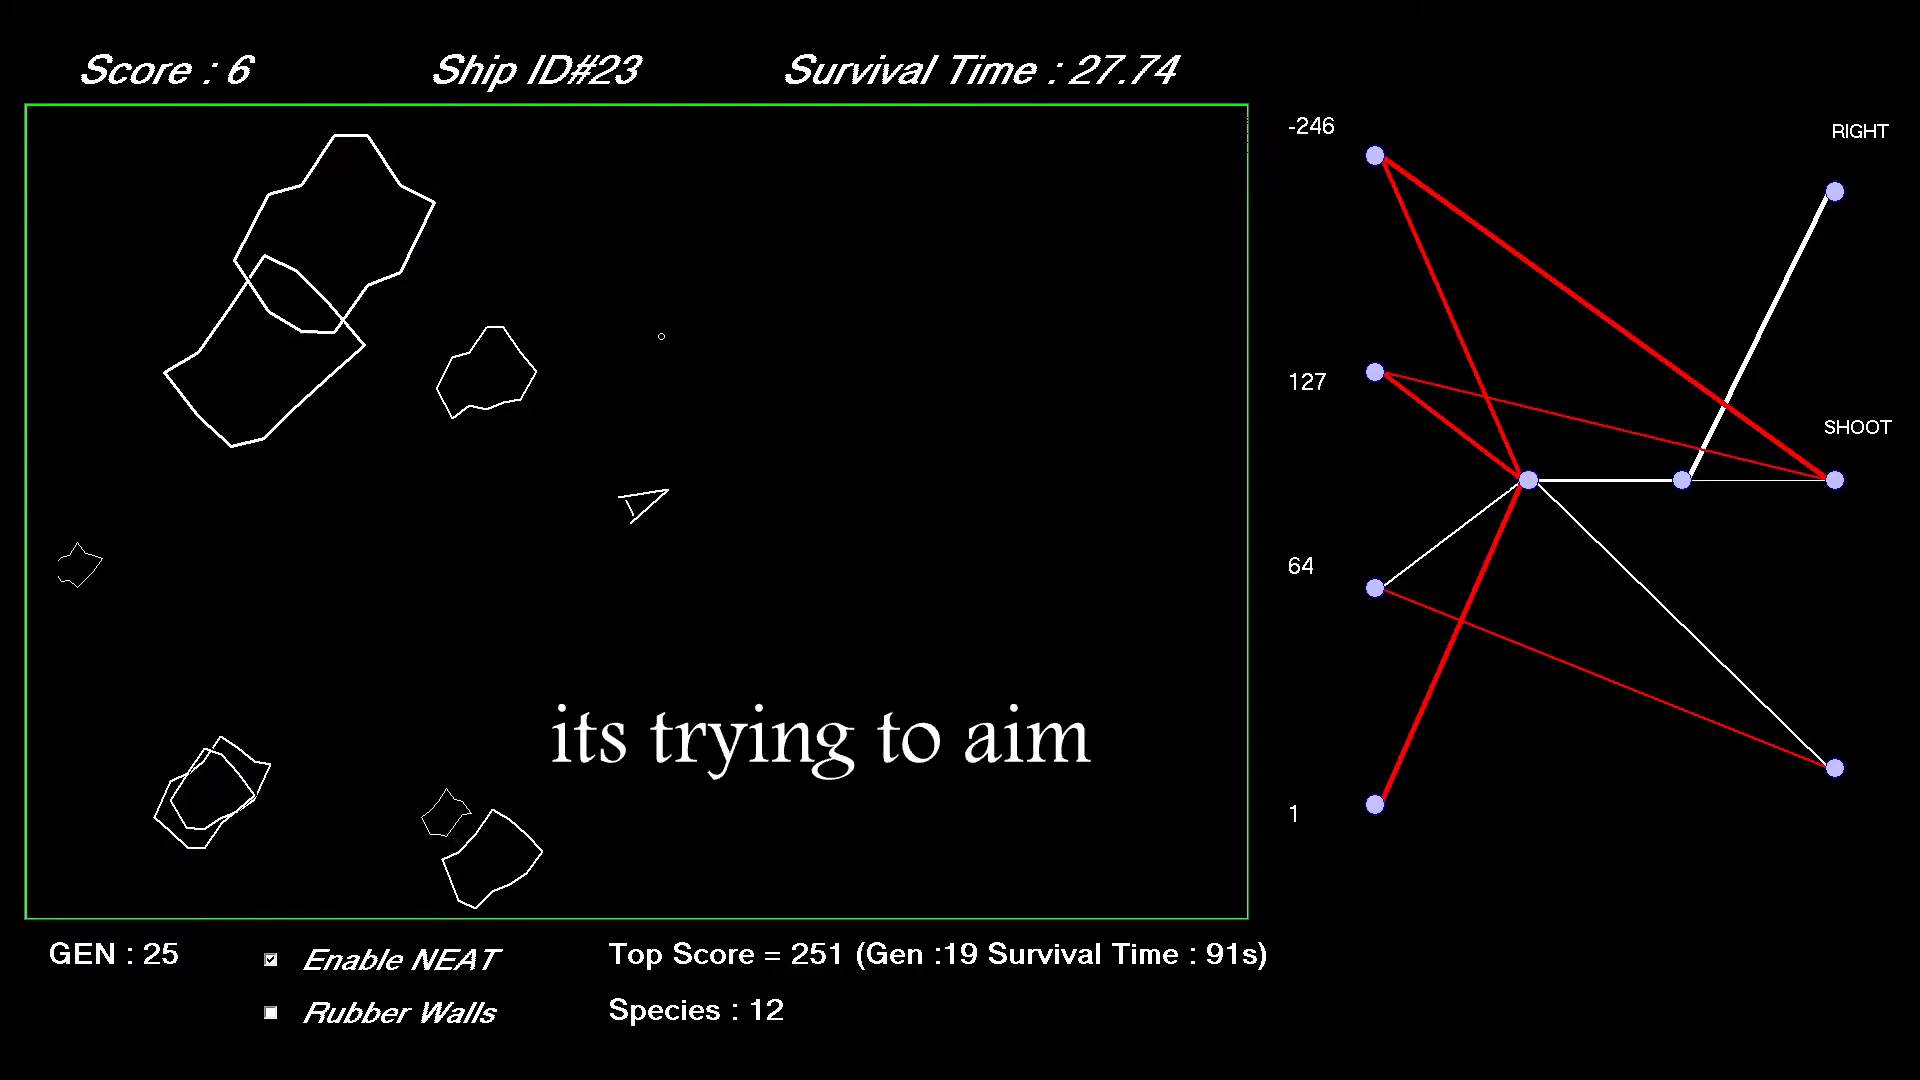 Score : 6 Ship ID#23 Survival Time : 27.74
-246
RIGHT
127
SHOOT
64
its trying to aim
1
GEN : 25 Enable NEAT Top Score = 251 (Gen :19 Survival Time : 91s)
Rubber Walls Species : 12